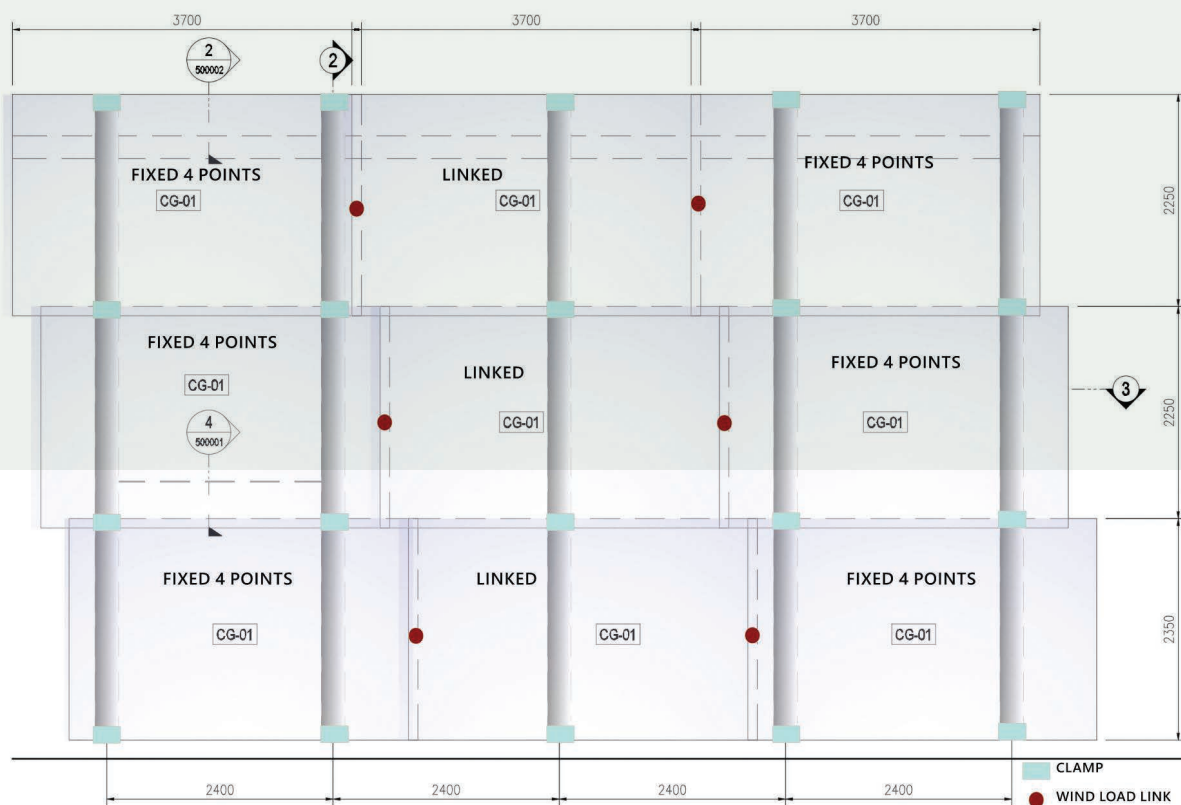 3700
3700
3700
2
500002
2
FIXED 4 POINTS
CG-01
LINKED
CG-01
FIXED 4 POINTS
CG-01
2250
FIXED 4 POINTS
CG-01
LINKED
CG-01
FIXED 4 POINTS
CG-01
3
2250
4
500001
FIXED 4 POINTS
CG-01
LINKED
CG-01
FIXED 4 POINTS
CG-01
2350
2400
2400
2400
2400
CLAMP
WIND LOAD LINK